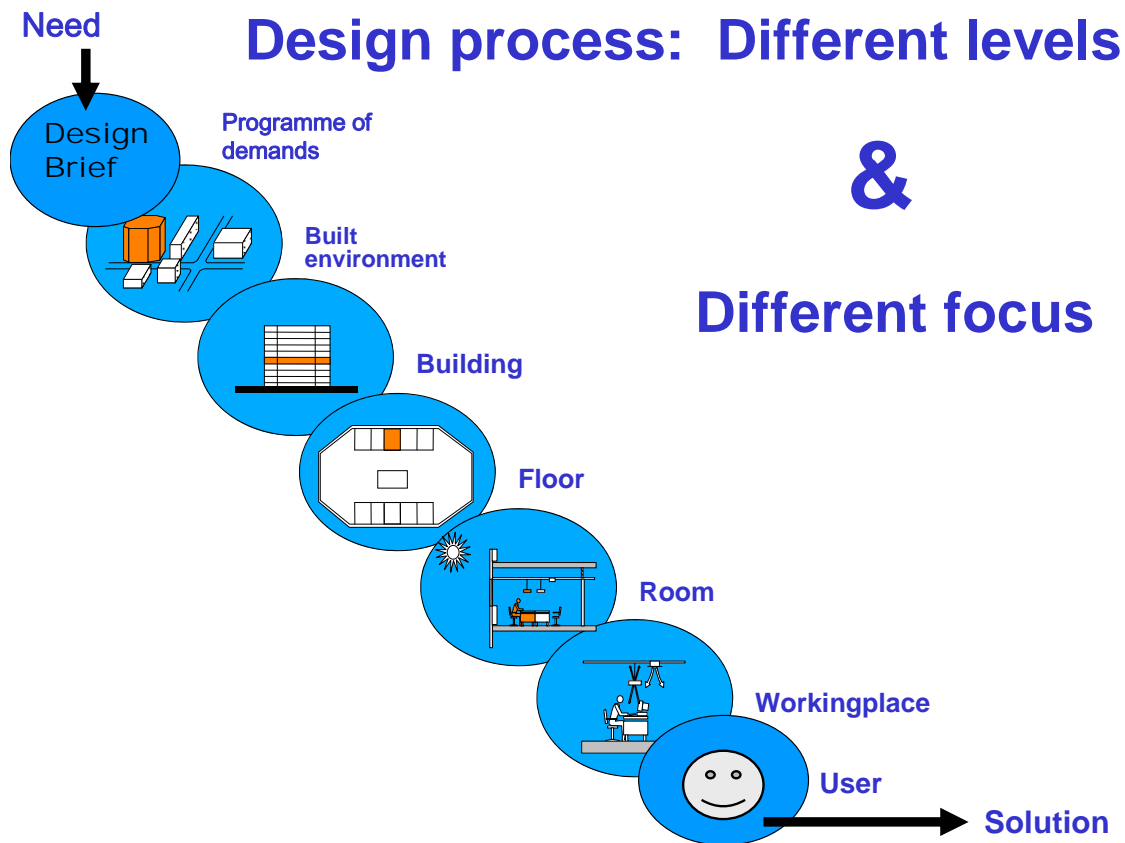 Need
Design process: Different levels
&
Different focus
Design
Brief
Programme of
demands
Built
environment
Building
Floor
Room
Workingplace
User
Solution